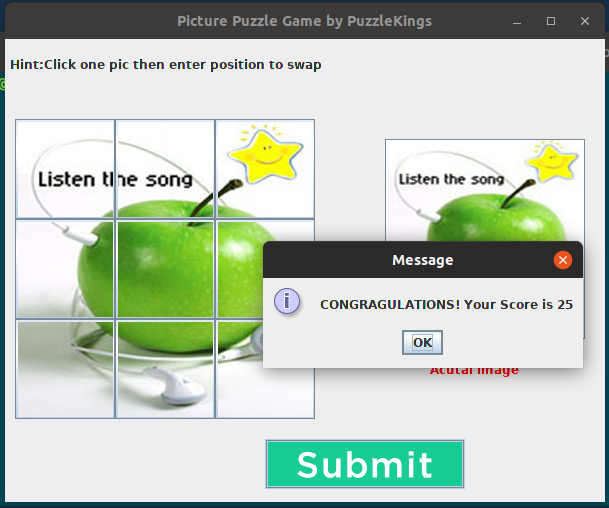 Picture Puzzle Game by PuzzleKings
Hint:Click one pic then enter position to swap
Listen the song
Listen the song
Message
CONGRAGULATIONS! Your Score is 25
OK
Acutal Image
Submit